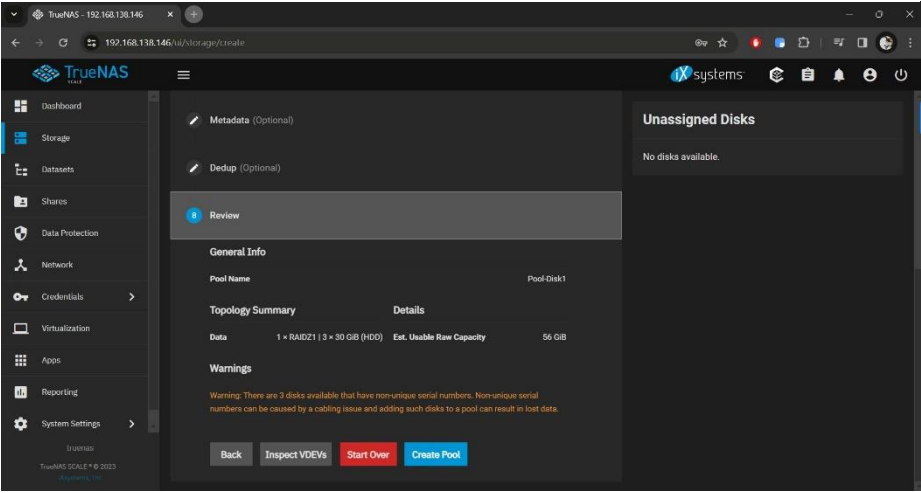 TrueNAS - 192.168.138.146
192.168.138.146/ui/storage/create
TrueNAS
SCALE
iX systems
Dashboard
Storage
Datasets
Shares
Data Protection
Network
Credentials
Virtualization
Apps
Reporting
System Settings
truenas
TrueNAS SCALE ® © 2023
Metadata (Optional)
Dedup (Optional)
8 Review
General Info
Pool Name Pool-Disk1
Topology Summary Details
Data 1 × RAIDZ1 | 3 × 30 GiB (HDD) Est. Usable Raw Capacity 56 GiB
Warnings
Warning: There are 3 disks available that have non-unique serial numbers. Non-unique serial
numbers can be caused by a cabling issue and adding such disks to a pool can result in lost data.
Back Inspect VDEVs Start Over Create Pool
Unassigned Disks
No disks available.